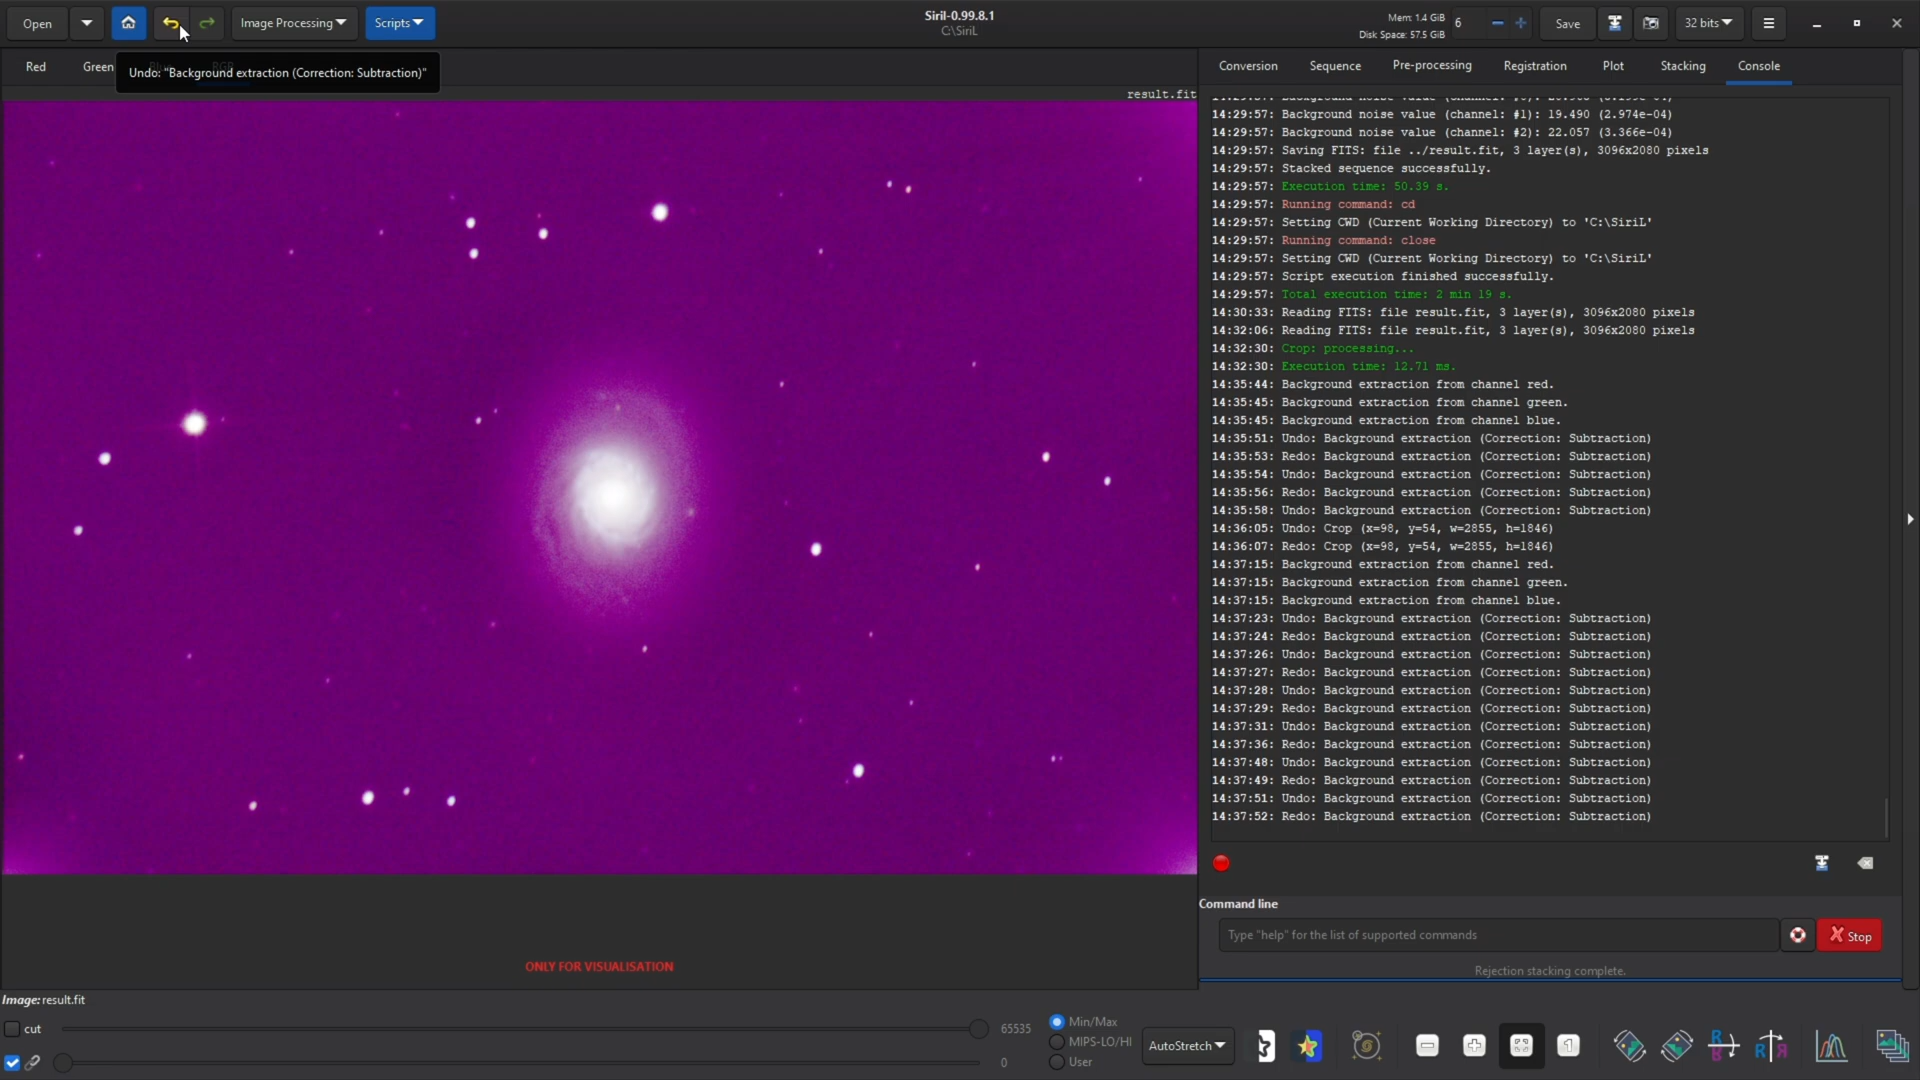 Open
Image Processing
Scripts
Siril-0.99.8.1
C:\SiriL
Mem: 1.4 GiB
Disk Space: 57.5 GiB
6
Save
32 bits
Red
Green
Undo: "Background extraction (Correction: Subtraction)"
result.fit
Conversion
Sequence
Pre-processing
Registration
Plot
Stacking
Console
14:29:57: Background noise value (channel: #1): 19.490 (2.974e-04)
14:29:57: Background noise value (channel: #2): 22.057 (3.366e-04)
14:29:57: Saving FITS: file ../result.fit, 3 layer(s), 3096x2080 pixels
14:29:57: Stacked sequence successfully.
14:29:57: Execution time: 50.39 s.
14:29:57: Running command: cd
14:29:57: Setting CWD (Current Working Directory) to 'C:\SiriL'
14:29:57: Running command: close
14:29:57: Setting CWD (Current Working Directory) to 'C:\SiriL'
14:29:57: Script execution finished successfully.
14:29:57: Total execution time: 2 min 19 s.
14:30:33: Reading FITS: file result.fit, 3 layer(s), 3096x2080 pixels
14:32:06: Reading FITS: file result.fit, 3 layer(s), 3096x2080 pixels
14:32:30: Crop: processing...
14:32:30: Execution time: 12.71 ms.
14:35:44: Background extraction from channel red.
14:35:45: Background extraction from channel green.
14:35:45: Background extraction from channel blue.
14:35:51: Undo: Background extraction (Correction: Subtraction)
14:35:53: Redo: Background extraction (Correction: Subtraction)
14:35:54: Undo: Background extraction (Correction: Subtraction)
14:35:56: Redo: Background extraction (Correction: Subtraction)
14:35:58: Undo: Background extraction (Correction: Subtraction)
14:36:05: Undo: Crop (x=98, y=54, w=2855, h=1846)
14:36:07: Redo: Crop (x=98, y=54, w=2855, h=1846)
14:37:15: Background extraction from channel red.
14:37:15: Background extraction from channel green.
14:37:15: Background extraction from channel blue.
14:37:23: Undo: Background extraction (Correction: Subtraction)
14:37:24: Redo: Background extraction (Correction: Subtraction)
14:37:26: Undo: Background extraction (Correction: Subtraction)
14:37:27: Redo: Background extraction (Correction: Subtraction)
14:37:28: Undo: Background extraction (Correction: Subtraction)
14:37:29: Redo: Background extraction (Correction: Subtraction)
14:37:31: Undo: Background extraction (Correction: Subtraction)
14:37:36: Redo: Background extraction (Correction: Subtraction)
14:37:48: Undo: Background extraction (Correction: Subtraction)
14:37:49: Redo: Background extraction (Correction: Subtraction)
14:37:51: Undo: Background extraction (Correction: Subtraction)
14:37:52: Redo: Background extraction (Correction: Subtraction)
Command line
Type "help" for the list of supported commands
Stop
Rejection stacking complete.
ONLY FOR VISUALISATION
Image: result.fit
cut
65535
0
Min/Max
MIPS-LO/HI
User
AutoStretch
1
R
R
R R